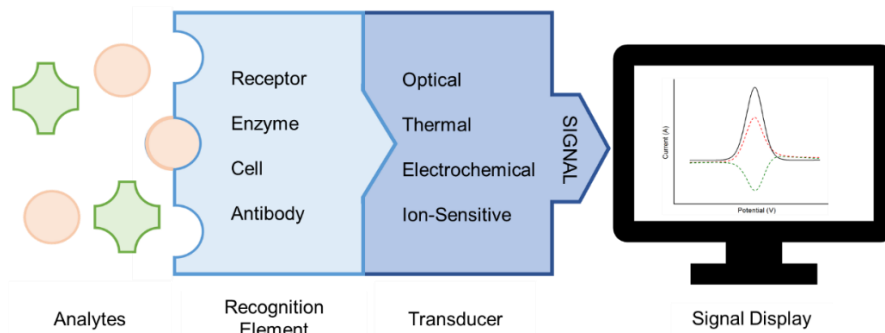 Receptor
Enzyme
Cell
Antibody
Optical
Thermal
Electrochemical
Ion-Sensitive
SIGNAL
Current (A)
Potential (V)
Analytes
Recognition
Element
Transducer
Signal Display